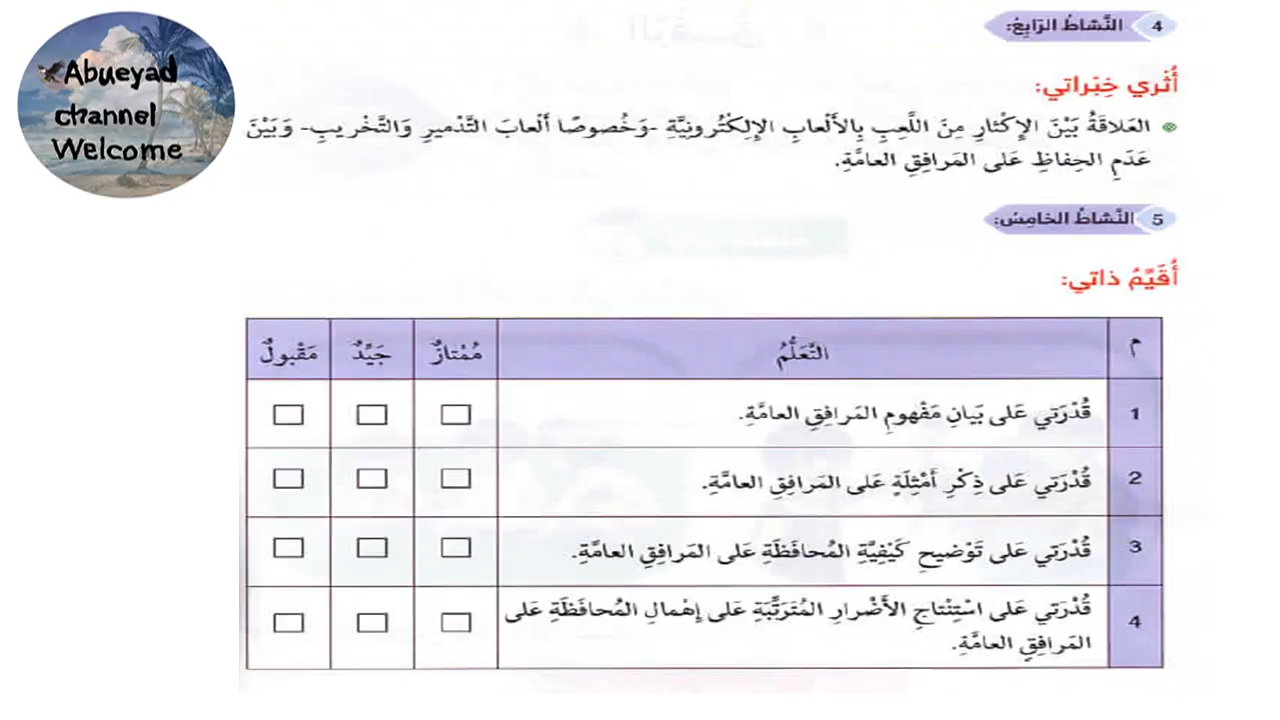 Abueyad
channel
Welcome
4 النَّشاطُ الرّابِعُ:
أُثْري خِبْراتي:
العَلاقَةُ بَيْنَ الإِكْثارِ مِنَ اللَّعِبِ بِالأَلْعابِ الإِلِكْتُرونِيَّةِ -وَخُصوصًا أَلْعابَ التَّدْميرِ وَالتَّخْريبِ- وَبَيْنَ
عَدَمِ الحِفاظِ عَلى المَرافِقِ العامَّةِ.
5 النَّشاطُ الخامِسُ:
أُقَيِّمُ ذاتي:
م التَّعَلُّمُ مُمْتازٌ جَيِّدٌ مَقْبولٌ
1 قُدْرَتي عَلى بَيانِ مَفْهومِ المَرافِقِ العامَّةِ.
2 قُدْرَتي عَلى ذِكْرِ أَمْثِلَةٍ عَلى المَرافِقِ العامَّةِ.
3 قُدْرَتي عَلى تَوْضيحِ كَيْفِيَّةِ المُحافَظَةِ عَلى المَرافِقِ العامَّةِ.
4 قُدْرَتي عَلى اسْتِنْتاجِ الأَضْرارِ المُتَرَتِّبَةِ عَلى إِهْمالِ المُحافَظَةِ عَلى
المَرافِقِ العامَّةِ.